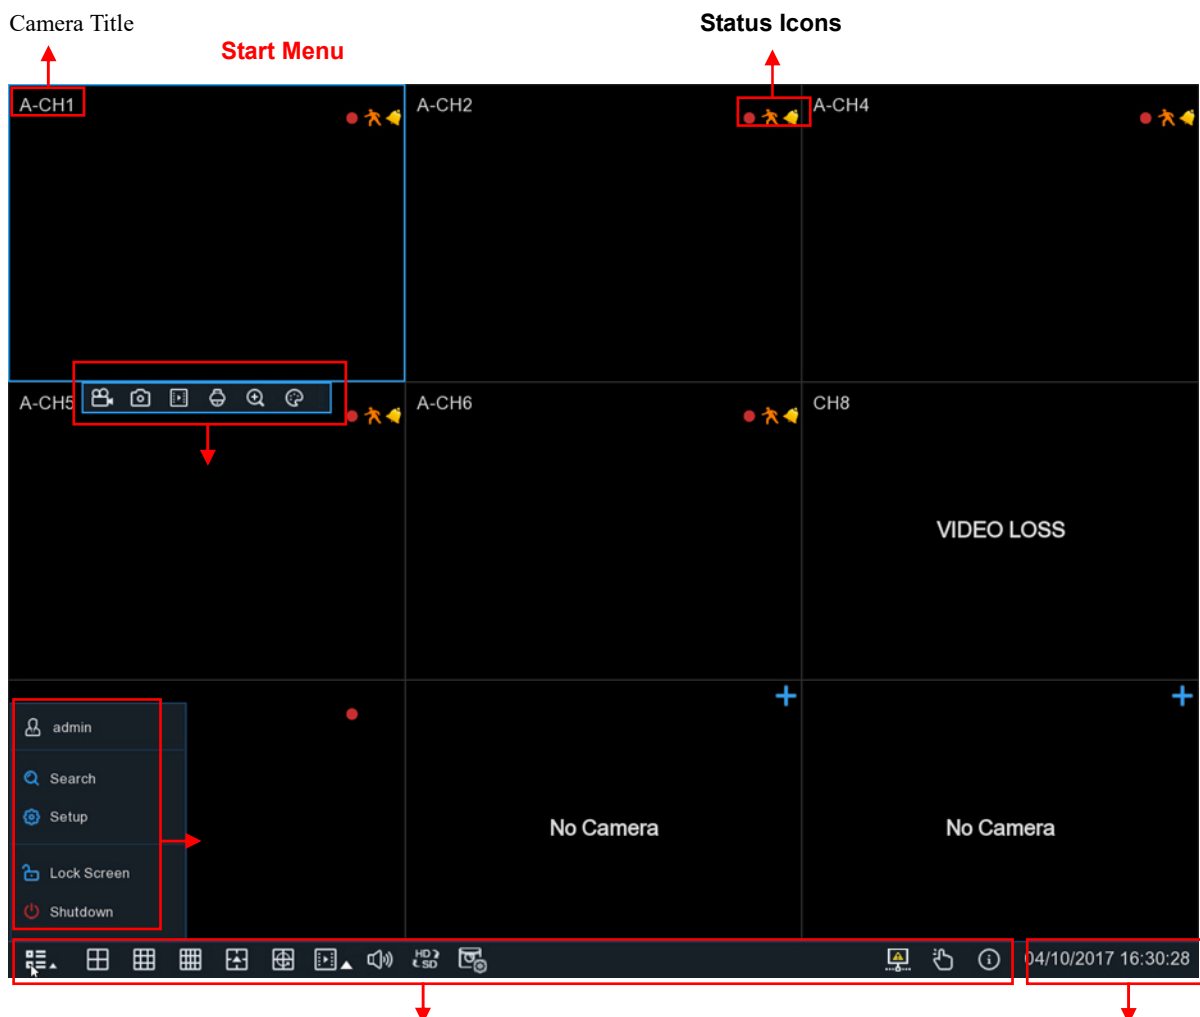 Camera Title
Status Icons
Start Menu
A-CH1
A-CH2
A-CH4
A-CH5
A-CH6
CH8
VIDEO LOSS
admin
Search
Setup
No Camera
No Camera
Lock Screen
Shutdown
HD
SD
04/10/2017 16:30:28